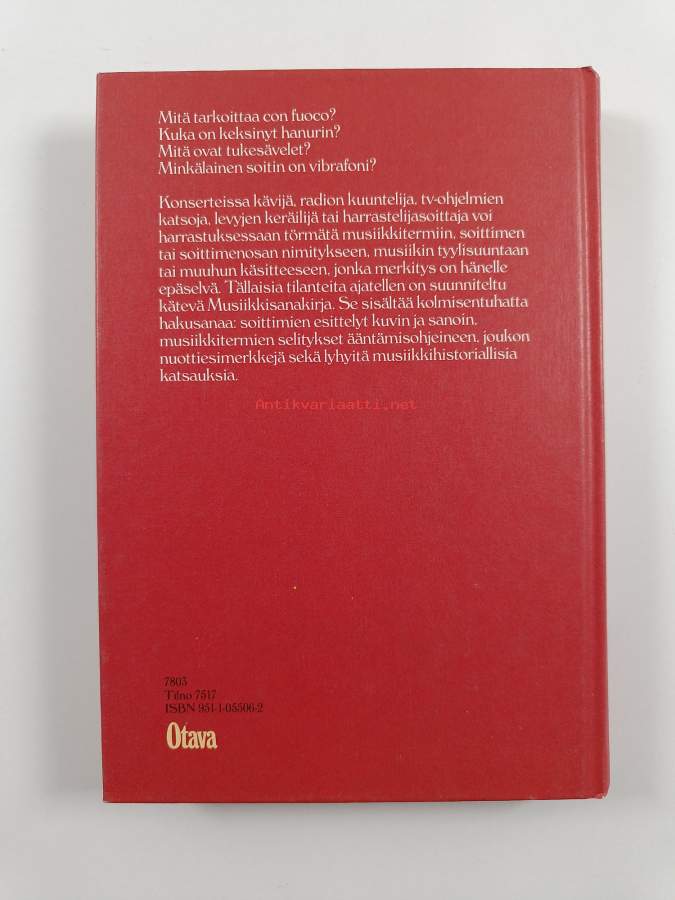 Mitä tarkoittaa con fuoco?
Kuka on keksinyt hanurin?
Mitä ovat tukesävelet?
Minkälainen soitin on vibrafoni?
Konserteissa kävijä, radion kuuntelija, tv-ohjelmien
katsoja, levyjen keräilijä tai harrastelijasoittaja voi
harrastuksessaan törmätä musiikkitermiin, soittimen
tai soittimenosan nimitykseen, musiikin tyylisuuntaan
tai muuhun käsitteeseen, jonka merkitys on hänelle
epäselvä. Tällaisia tilanteita ajatellen on suunniteltu
kätevä Musiikkisanakirja. Se sisältää kolmisentuhatta
hakusanaa: soittimien esittelyt kuvin ja sanoin,
musiikkitermien selitykset ääntämisohjeineen, joukon
nuottiesimerkkejä sekä lyhyitä musiikkihistoriallisia
katsauksia.
Antikvariaatti.net
7803
Tilno 7517
ISBN 951-1-05506-2
Otava